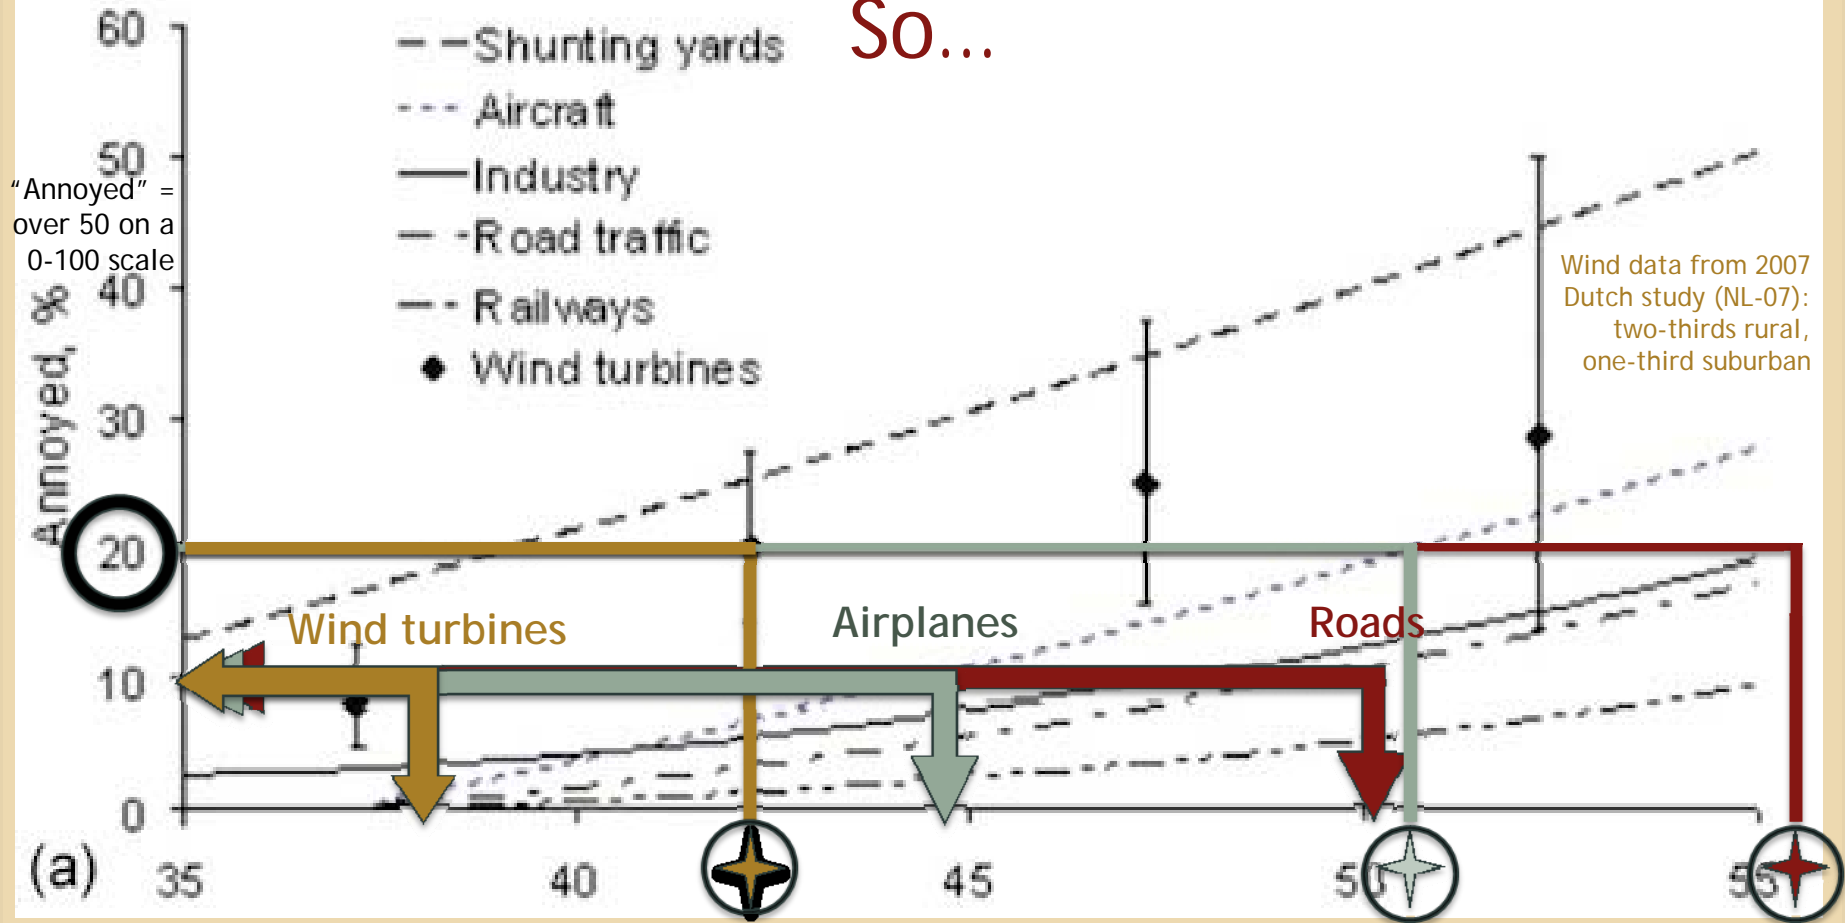 So...
60
50
40
30
20
10
0
Annoyed, %
"Annoyed" =
over 50 on a
0-100 scale
Shunting yards
Aircraft
Industry
Road traffic
Railways
Wind turbines
Wind data from 2007
Dutch study (NL-07):
two-thirds rural,
one-third suburban
Wind turbines
Airplanes
Roads
(a)
35
40
45
50
55